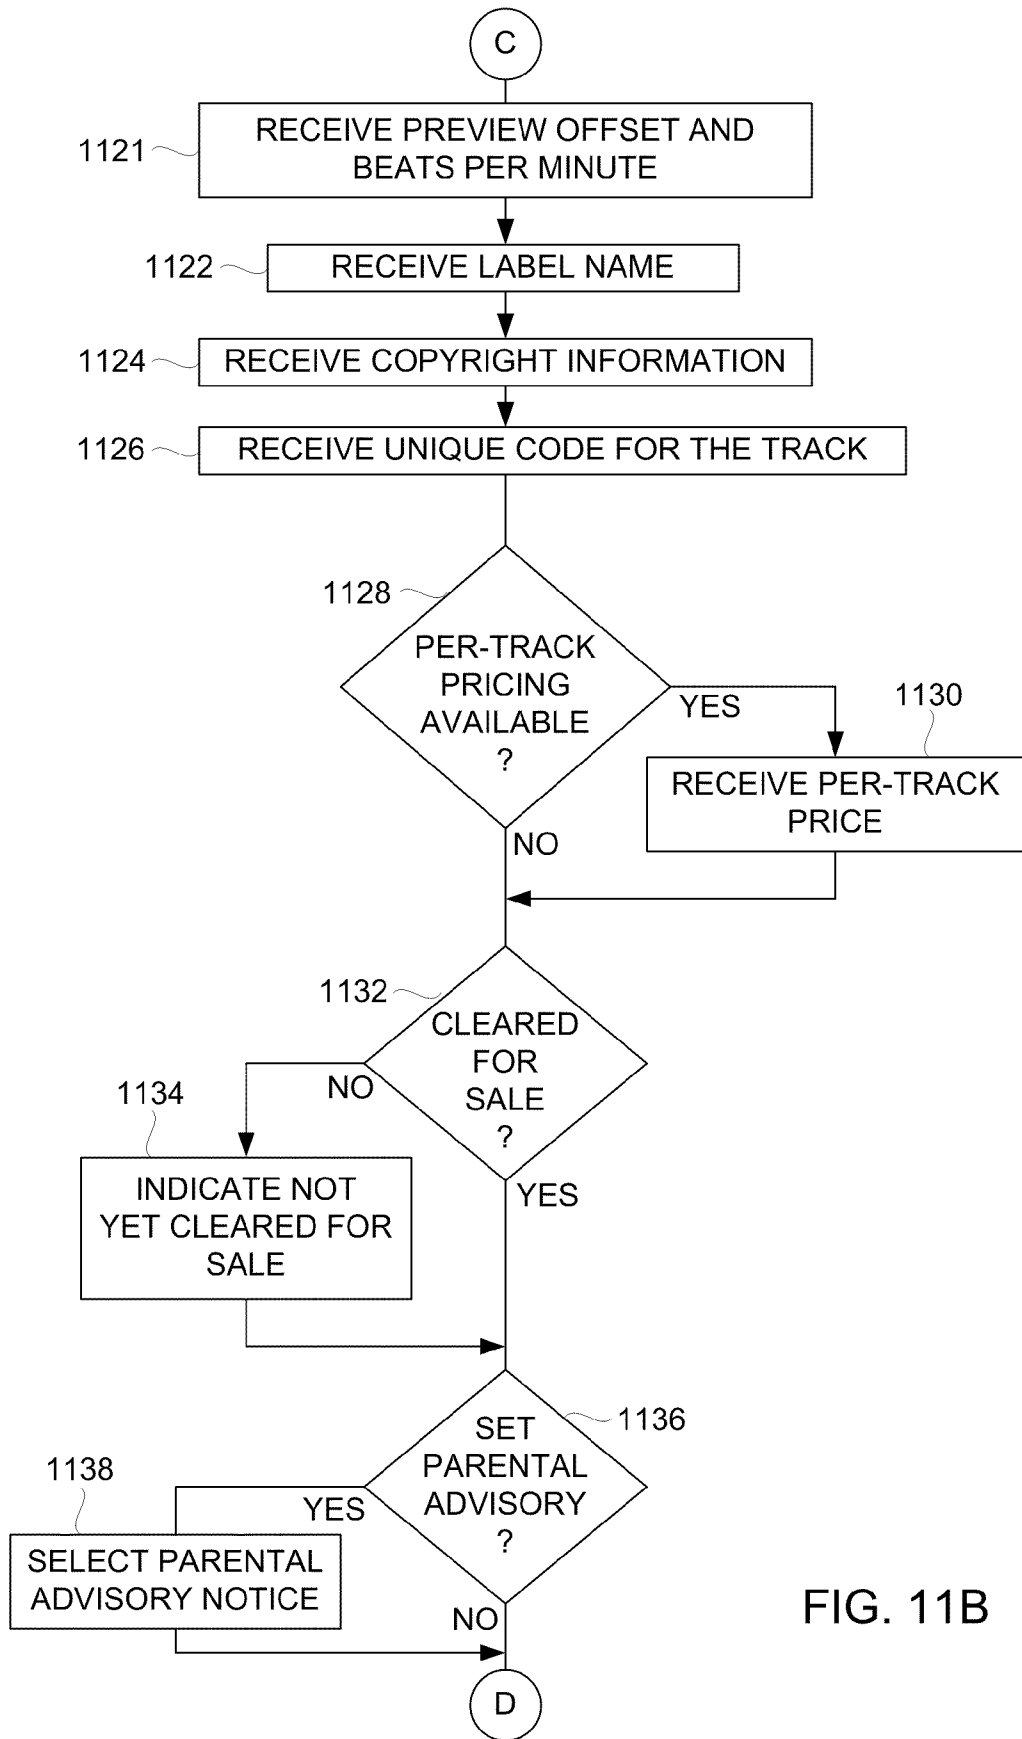 C
1121
RECEIVE PREVIEW OFFSET AND
BEATS PER MINUTE
1122
RECEIVE LABEL NAME
1124
RECEIVE COPYRIGHT INFORMATION
1126
RECEIVE UNIQUE CODE FOR THE TRACK
1128
PER-TRACK
PRICING
AVAILABLE
?
YES
NO
1130
RECEIVE PER-TRACK
PRICE
1132
CLEARED
FOR
SALE
?
NO
YES
1134
INDICATE NOT
YET CLEARED FOR
SALE
1136
SET
PARENTAL
ADVISORY
?
YES
NO
1138
SELECT PARENTAL
ADVISORY NOTICE
D
FIG. 11B